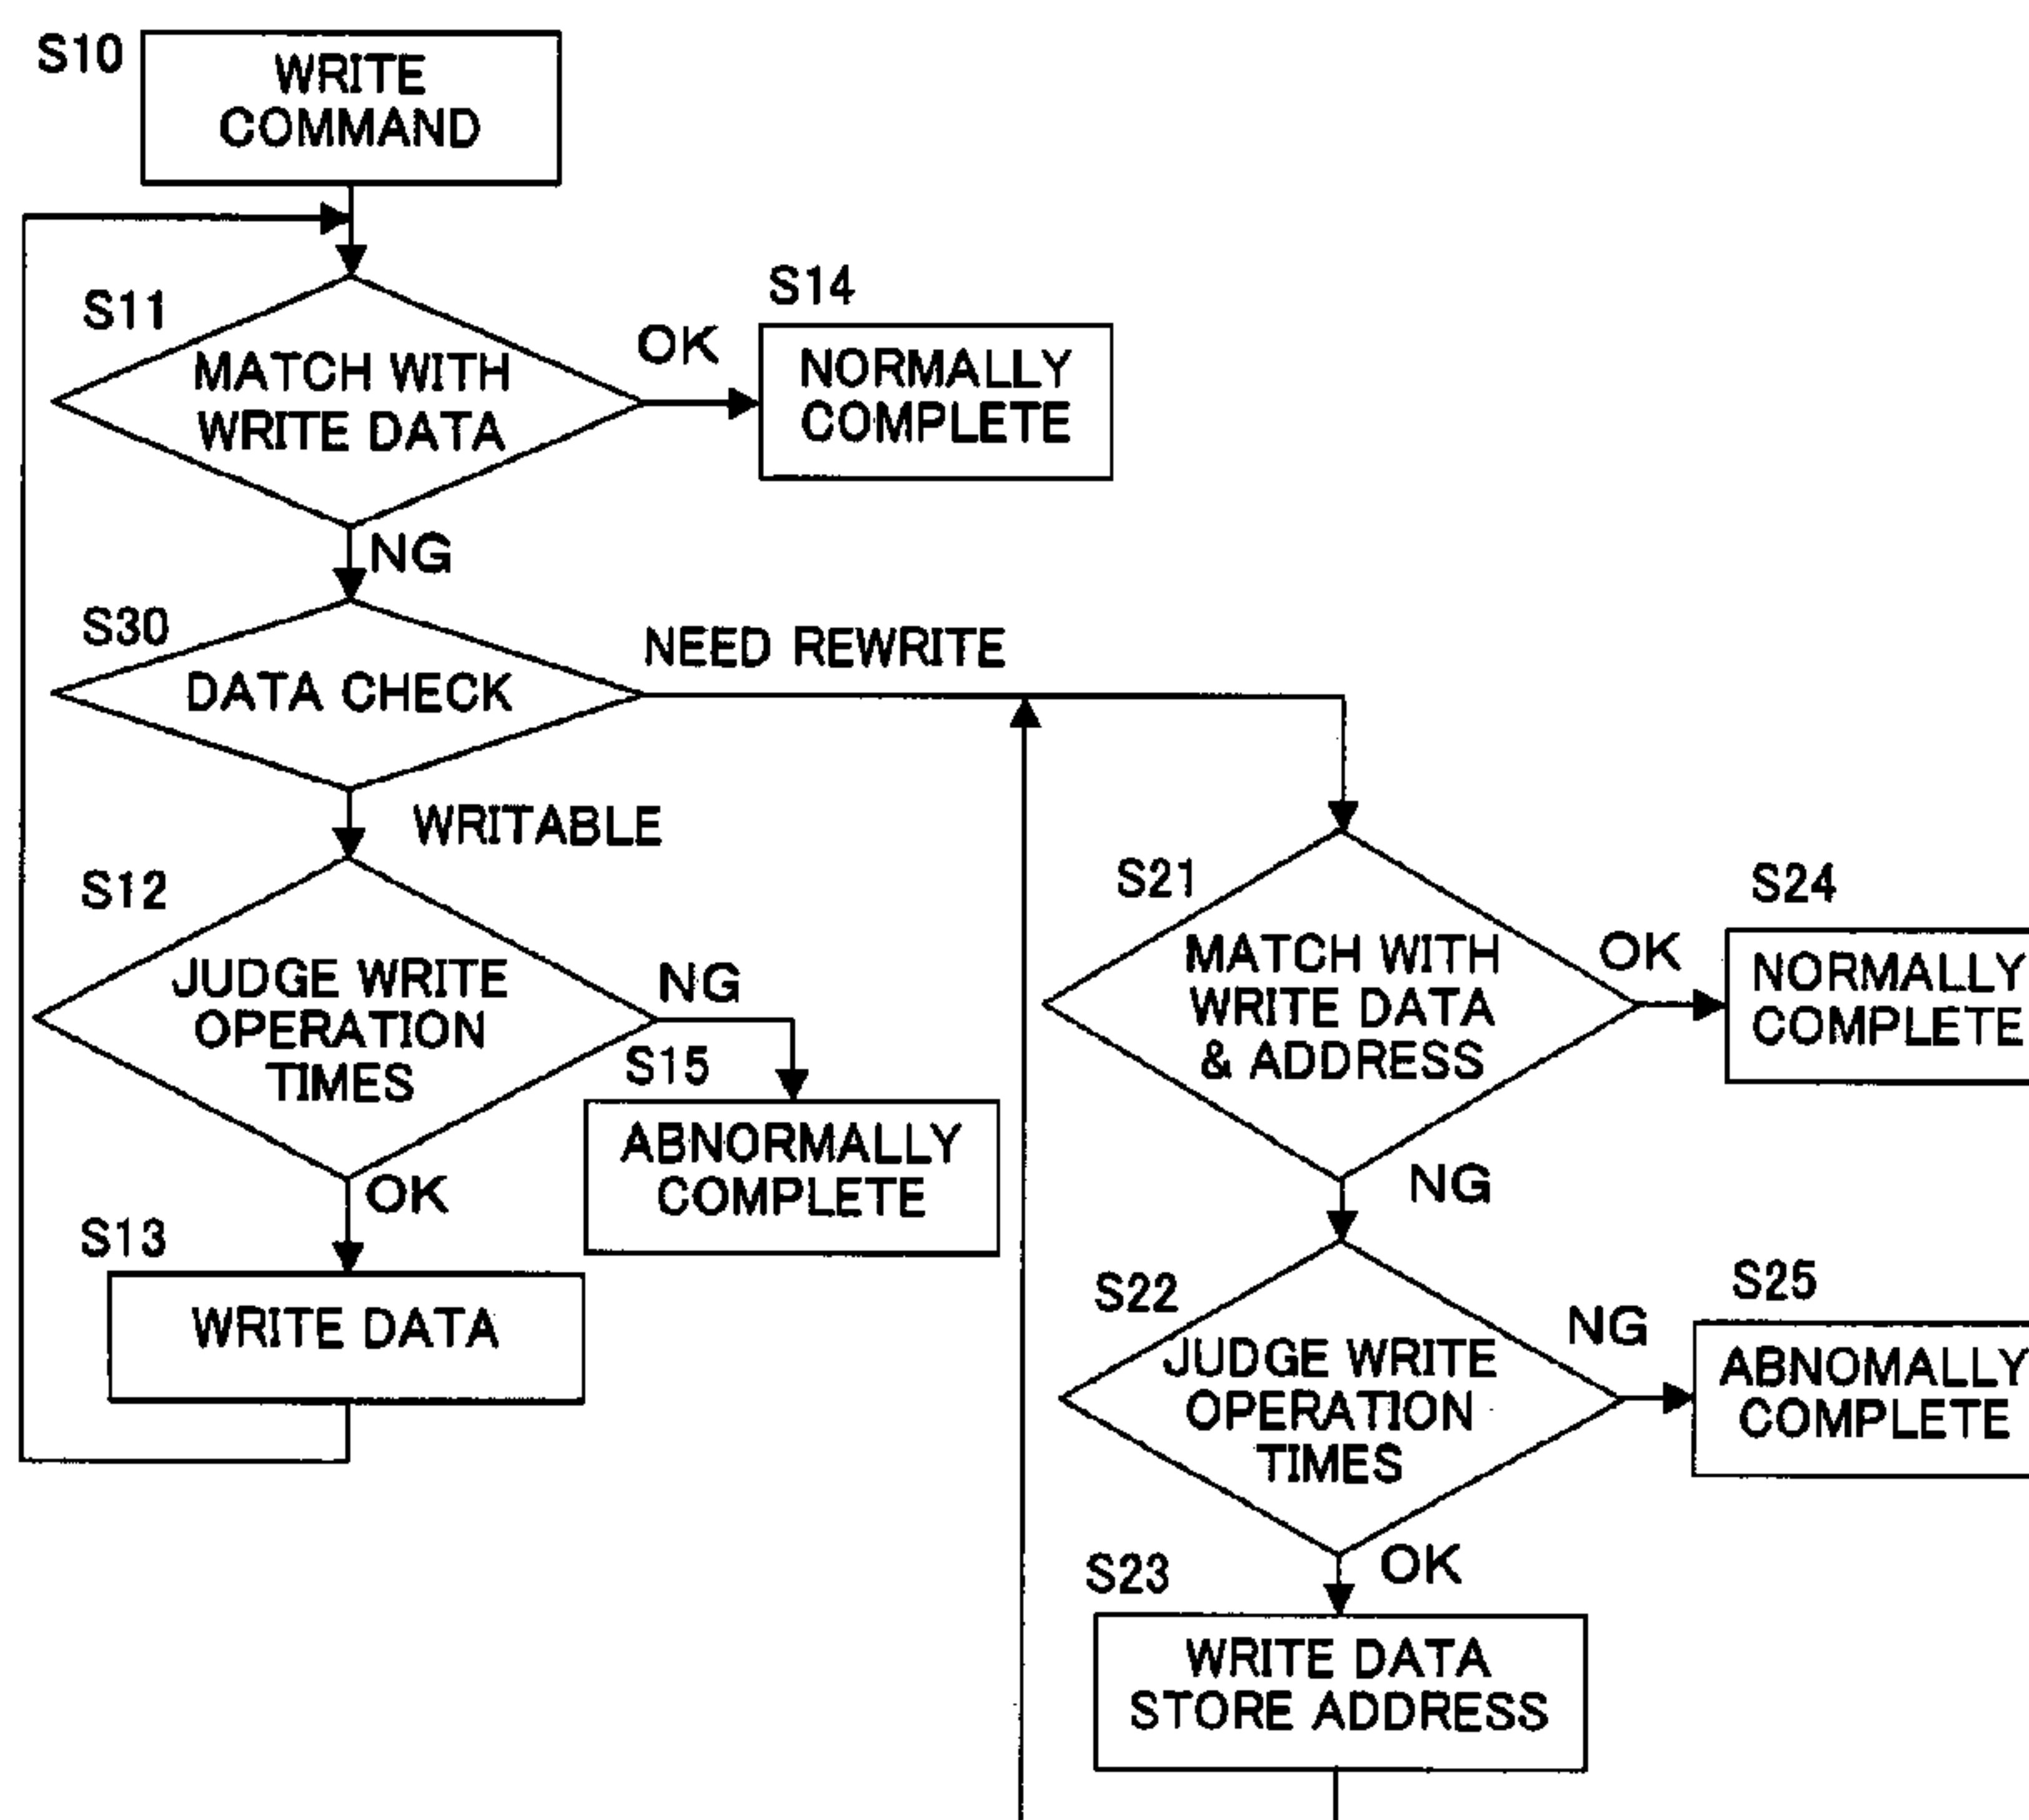 S10
WRITE
COMMAND
S11
MATCH WITH
WRITE DATA
OK
S14
NORMALLY
COMPLETE
NG
S30
DATA CHECK
NEED REWRITE
WRITABLE
S12
JUDGE WRITE
OPERATION
TIMES
NG
S15
ABNORMALLY
COMPLETE
OK
S13
WRITE DATA
S21
MATCH WITH
WRITE DATA
& ADDRESS
OK
S24
NORMALLY
COMPLETE
NG
S22
JUDGE WRITE
OPERATION
TIMES
NG
S25
ABNOMALLY
COMPLETE
OK
S23
WRITE DATA
STORE ADDRESS